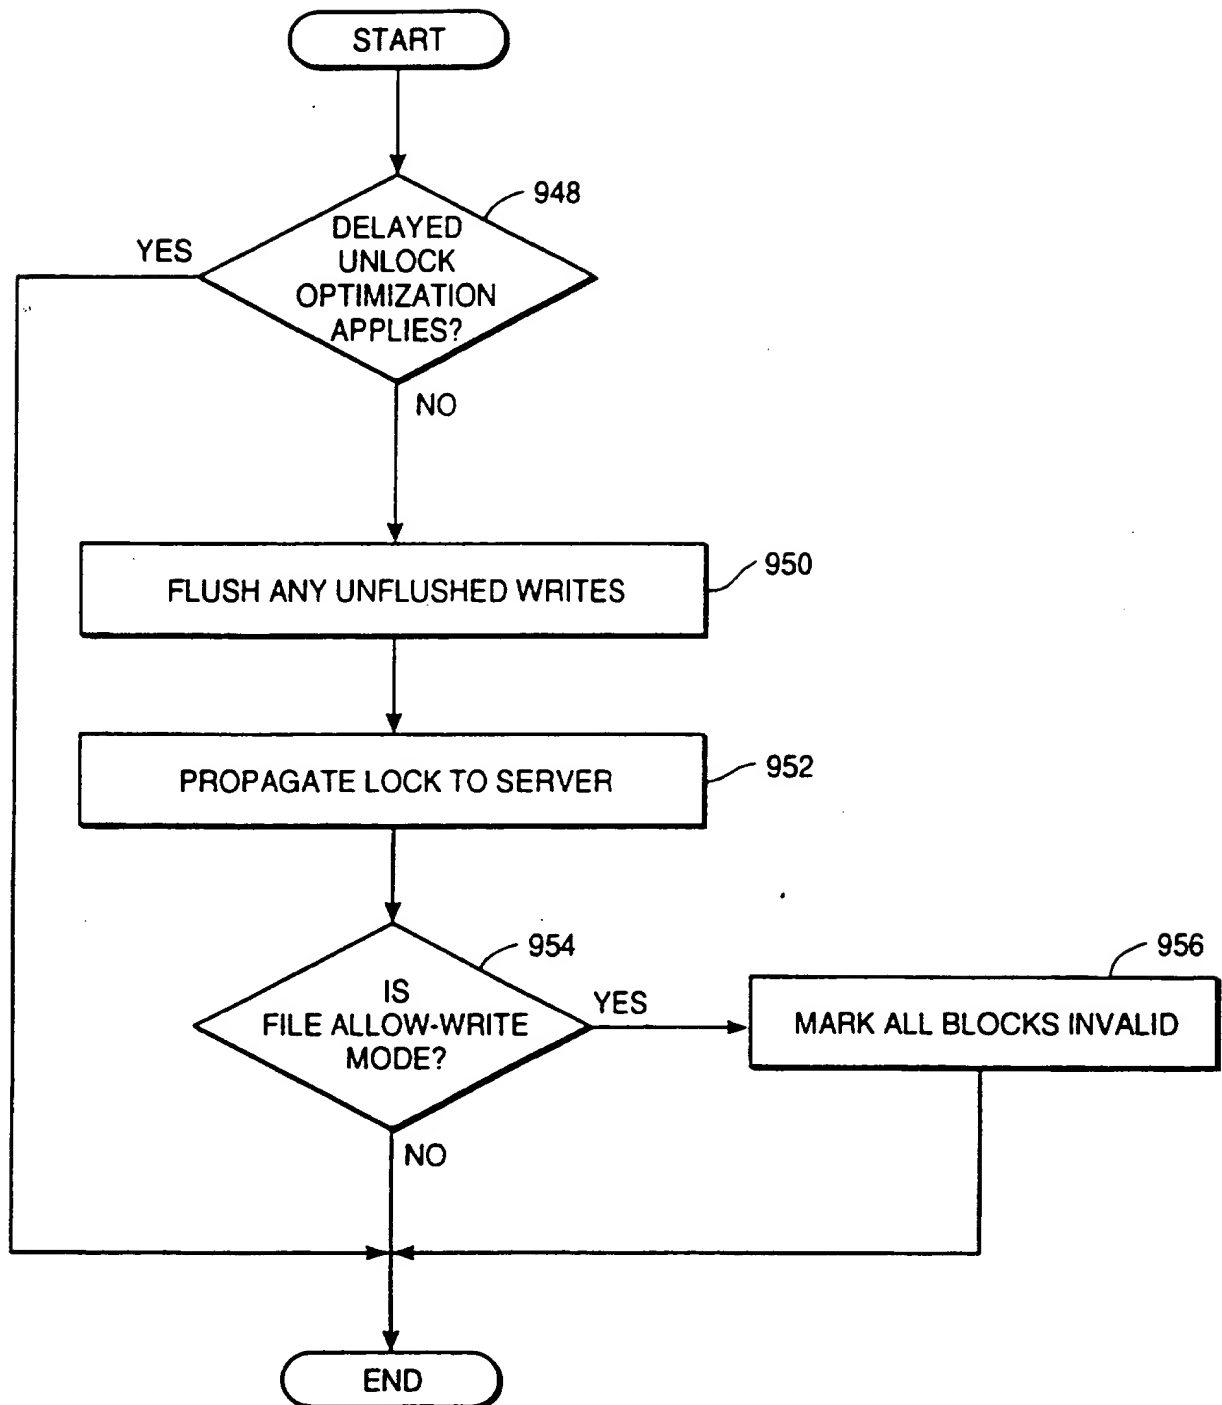 START
948
DELAYED
UNLOCK
OPTIMIZATION
APPLIES?
YES
NO
FLUSH ANY UNFLUSHED WRITES
950
PROPAGATE LOCK TO SERVER
952
954
IS
FILE ALLOW-WRITE
MODE?
YES
956
MARK ALL BLOCKS INVALID
NO
END